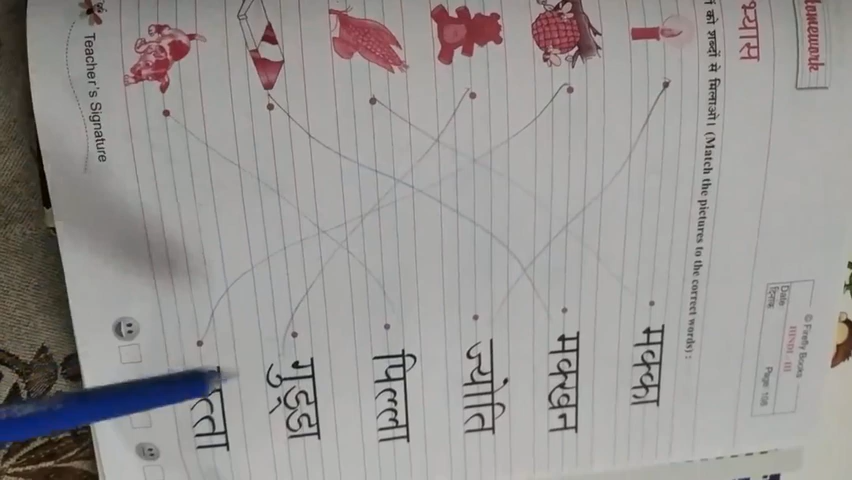 Homework
© Firefly Books
HINDI - III
Date
दिनांक
Page 108
को शब्दों से मिलाओ। (Match the pictures to the correct words) :
मक्का
मक्खन
ज्योति
पिल्ला
गुड्डा
Teacher's Signature